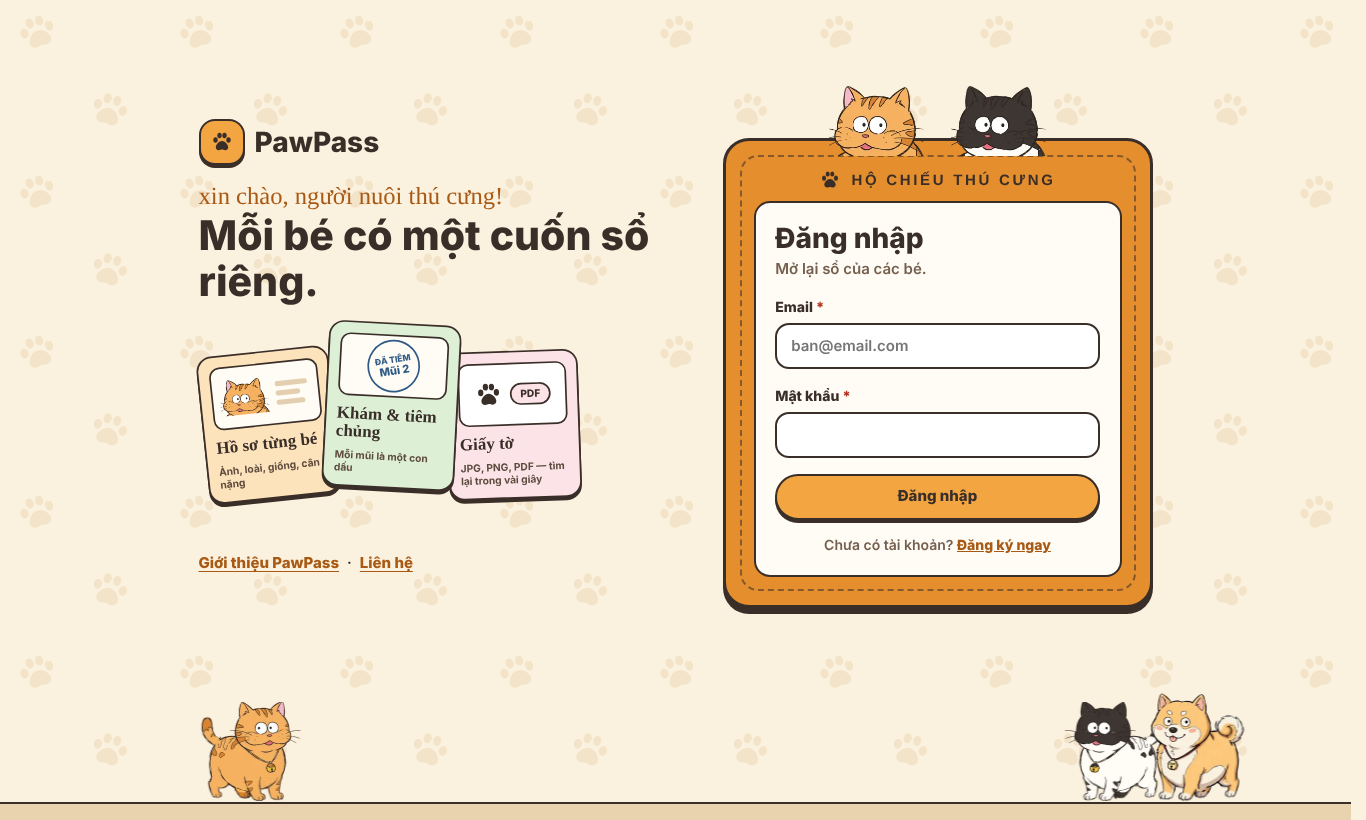 PawPass
xin chào, người nuôi thú cưng!
Mỗi bé có một cuốn sổ
riêng.
Hồ sơ từng bé
Ảnh, loài, giống, cân
nặng
ĐÃ TIÊM
Mũi 2
Khám & tiêm
chủng
Mỗi mũi là một con
dấu
PDF
Giấy tờ
JPG, PNG, PDF — tìm
lại trong vài giây
Giới thiệu PawPass · Liên hệ
HỘ CHIẾU THÚ CƯNG
Đăng nhập
Mở lại sổ của các bé.
Email *
ban@email.com
Mật khẩu *
Đăng nhập
Chưa có tài khoản? Đăng ký ngay